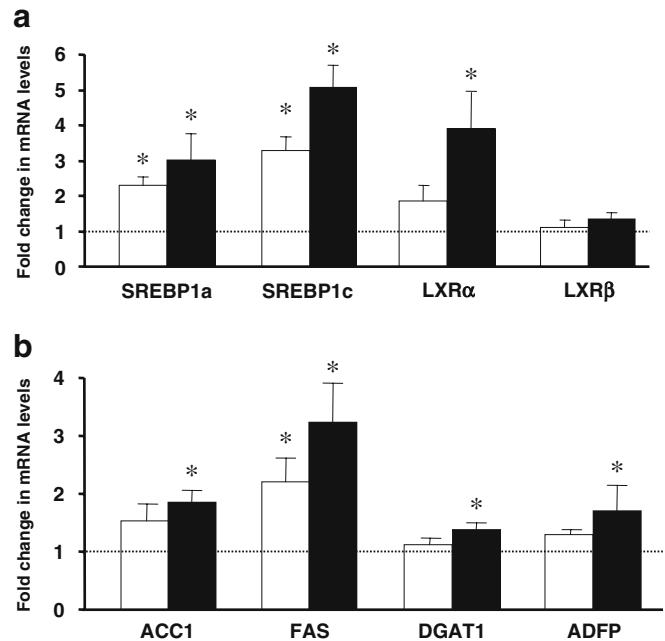 a
Fold change in mRNA levels
6
5
4
3
2
1
0
* * * * *
SREBP1a SREBP1c LXRα LXRβ
b
Fold change in mRNA levels
4
3
2
1
0
* * * * *
ACC1 FAS DGAT1 ADFP